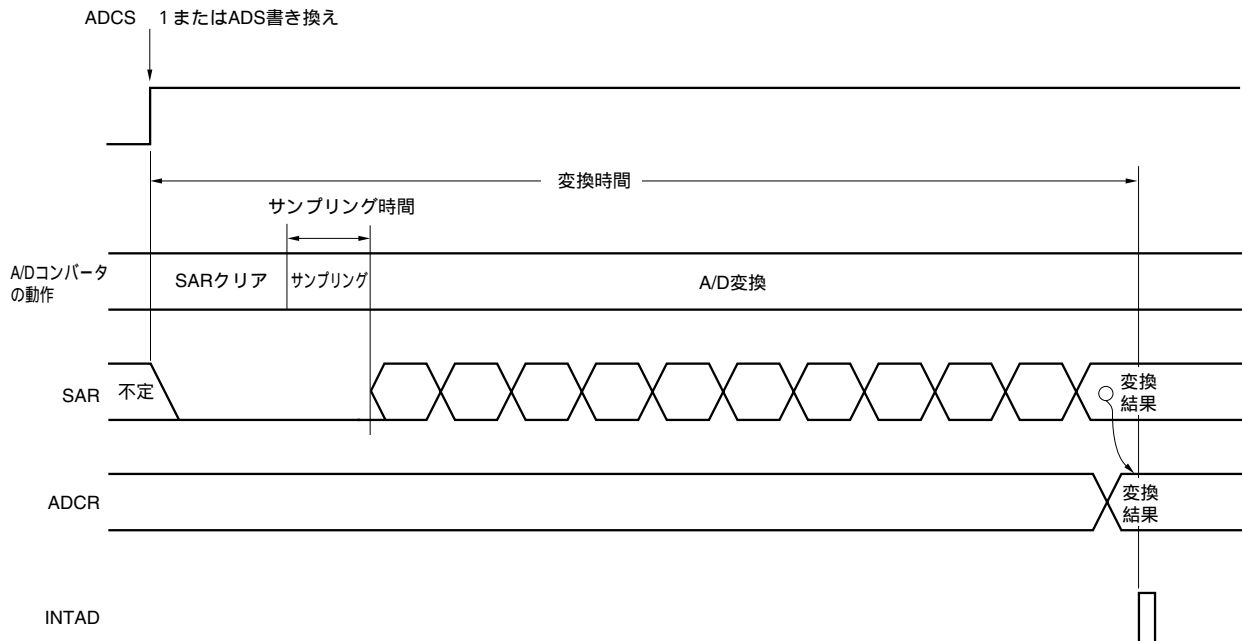 ADCS 1またはADS書き換え
変換時間
サンプリング時間
A/Dコンバータ
の動作
SARクリア
サンプリング
A/D変換
SAR
不定
変換
結果
ADCR
変換
結果
INTAD